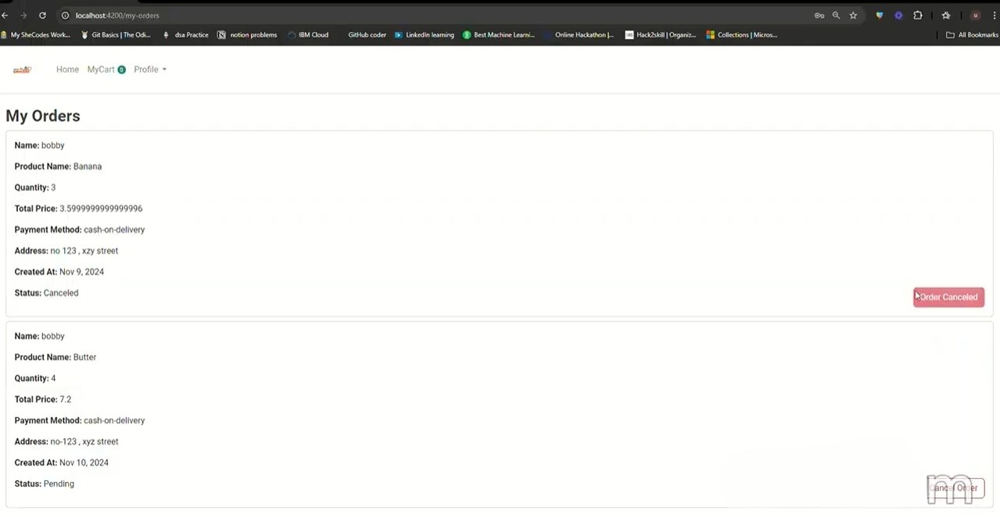 localhost:4200/my-orders
My SheCodes Work...
Git Basics | The Odi...
dsa Practice
notion problems
IBM Cloud
GitHub coder
LinkedIn learning
Best Machine Learni...
Online Hackathon |...
Hack2skill | Organiz...
Collections | Micros...
All Bookmarks
Home MyCart 0 Profile
My Orders
Name: bobby
Product Name: Banana
Quantity: 3
Total Price: 3.5999999999999996
Payment Method: cash-on-delivery
Address: no 123 , xzy street
Created At: Nov 9, 2024
Status: Canceled
Order Canceled
Name: bobby
Product Name: Butter
Quantity: 4
Total Price: 7.2
Payment Method: cash-on-delivery
Address: no-123 , xyz street
Created At: Nov 10, 2024
Status: Pending
Cancel Order
m